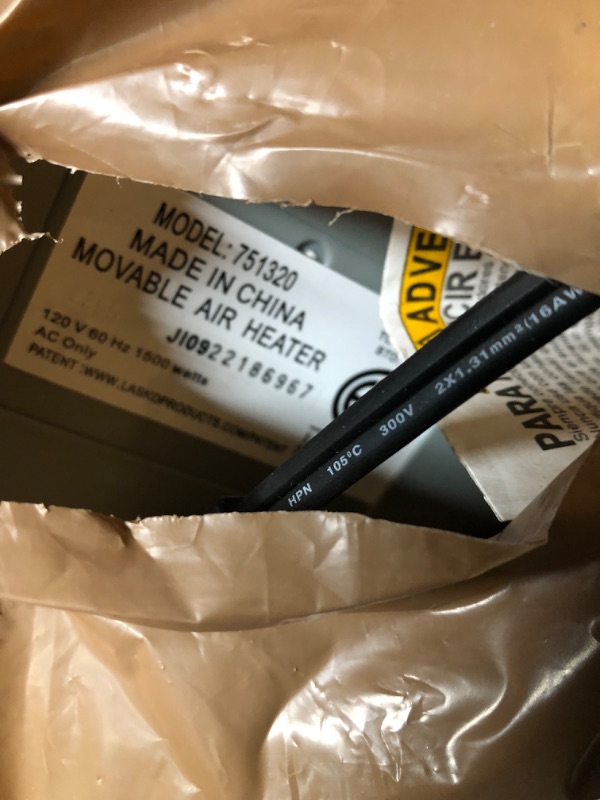 MODEL: 751320
MADE IN CHINA
MOVABLE AIR HEATER
120 V 60 Hz 1500 watts
AC Only
JI0922186967
PATENT :WWW.LASKOPRODUCTS.COM/PATENT
ADVE
CIR E
HPN 105°C 300V 2X1.31mm²(16AW
PARA
Siempre